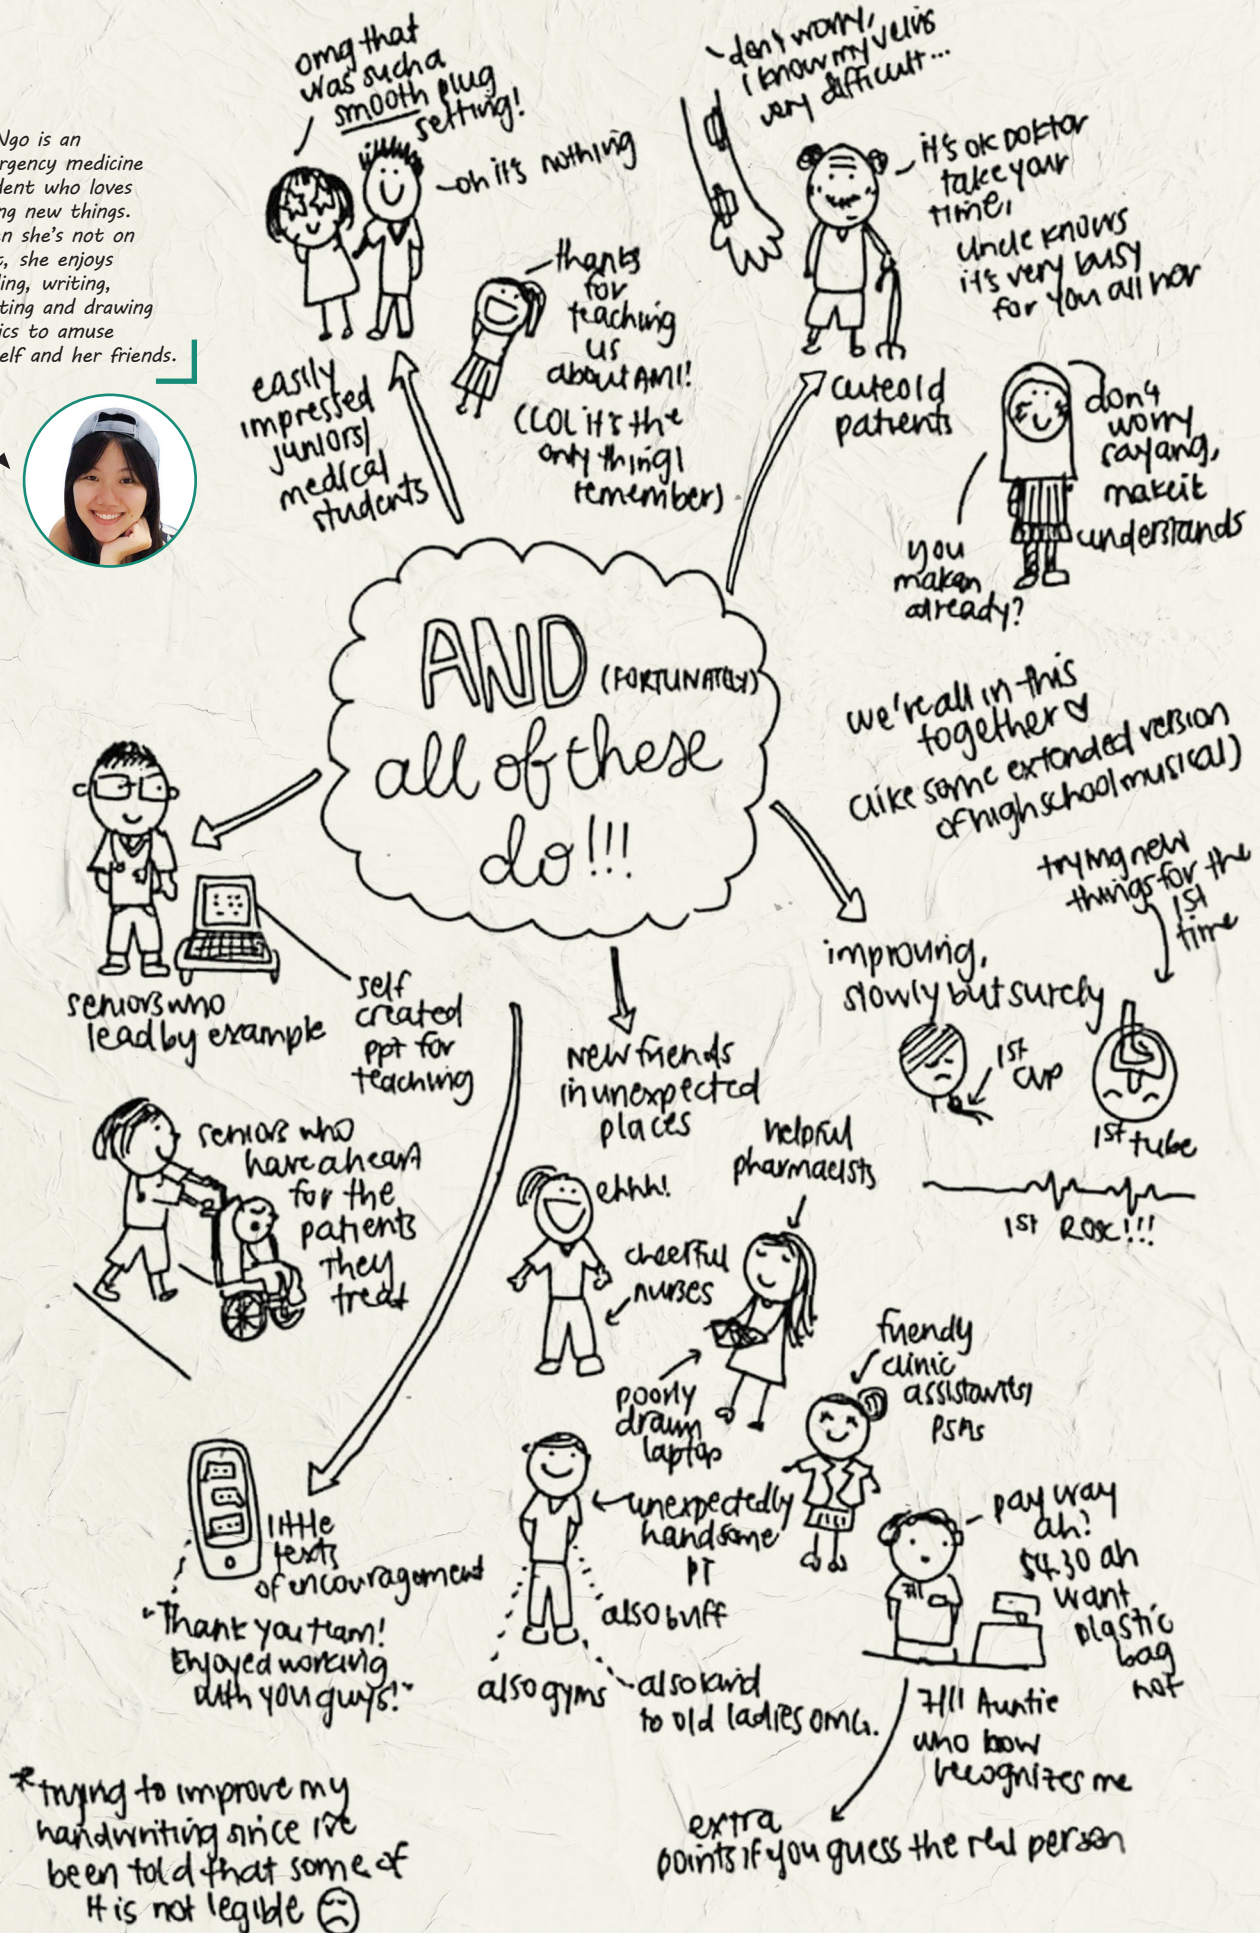 omg that
was such a
smooth plug
setting!
oh it's nothing
thanks
for
teaching
us
about AMI!
(LOL it's the
only thing I
remember)
easily
impressed
juniors/
medical
students
don't worry,
i know my veins
very difficult...
it's ok Doktor
take your
time,
uncle knows
it's very busy
for you all hor
cute old
patients
don't
worry
sayang,
makcik
understands
you
makan
already?
Ngo is an
rgency medicine
dent who loves
ng new things.
n she's not on
t, she enjoys
ling, writing,
ting and drawing
ics to amuse
elf and her friends.
AND (FORTUNATELY)
all of these
do!!!
we're all in this
together
(like some extended version
of high school musical)
trying new
things for the
1st
time
improving,
slowly but surely
1st
CVP
1st tube
1st ROSC!!!
seniors who
lead by example
self
created
ppt for
teaching
seniors who
have a heart
for the
patients
they
treat
New friends
in unexpected
places
ehhh!
cheerful
nurses
helpful
pharmacists
poorly
drawn
laptop
friendy
clinic
assistants/
PSAs
unexpectedly
handsome
PT
also buff
also gyms
also kind
to old ladies OMG.
pay wav
ah?
$4.30 ah
want
plastic
bag
not
7/11 Auntie
who now
recognizes me
extra
points if you guess the real person
little
texts
of encouragement
"Thank you team!
Enjoyed working
with you guys!"
*trying to improve my
handwriting since I've
been told that some of
it is not legible